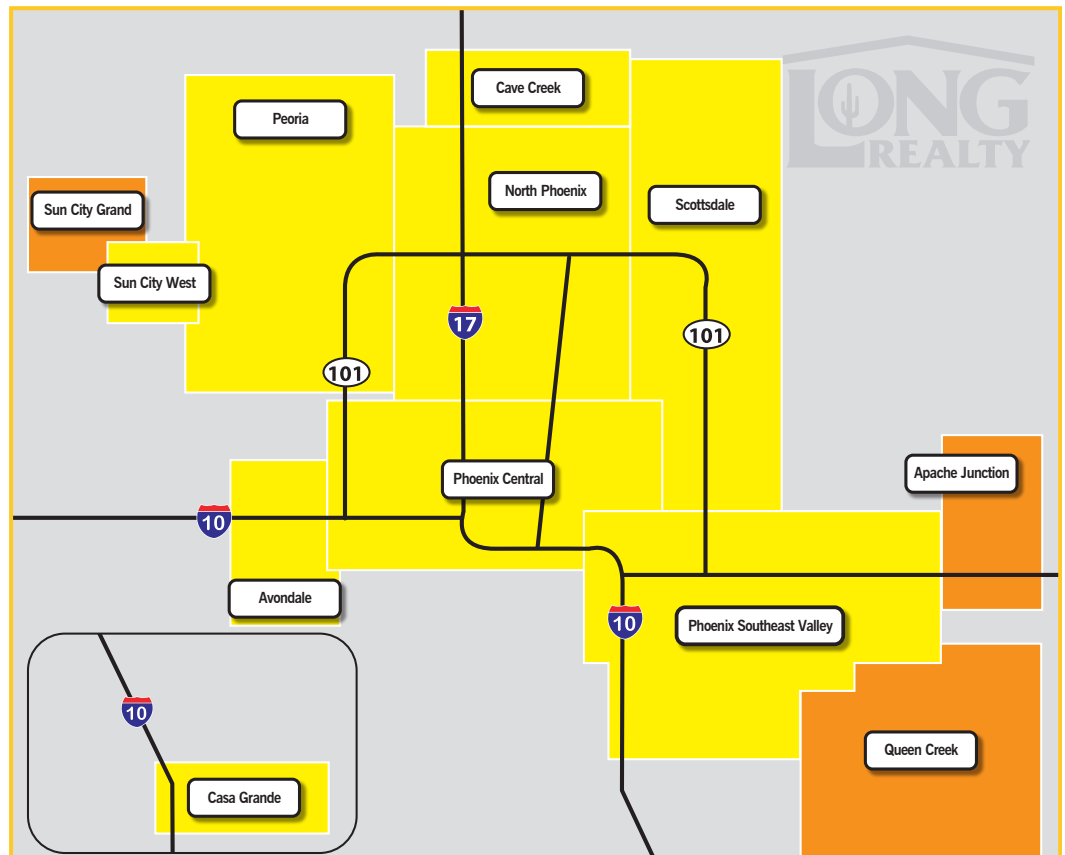 Cave Creek
Peoria
LONG
REALTY
North Phoenix
Scottsdale
Sun City Grand
Sun City West
17
101
101
Phoenix Central
Apache Junction
10
Avondale
10
Phoenix Southeast Valley
10
Queen Creek
Casa Grande